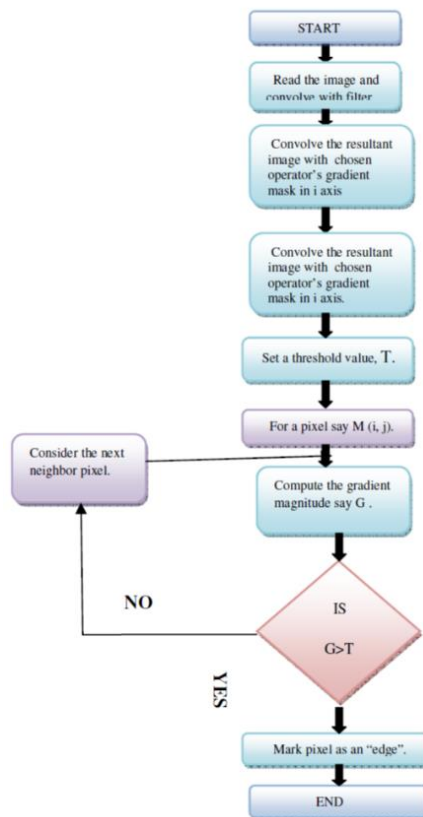 START
Read the image and
convolve with filter
Convolve the resultant
image with chosen
operator's gradient
mask in i axis
Convolve the resultant
image with chosen
operator's gradient
mask in i axis.
Set a threshold value, T.
For a pixel say M (i, j).
Consider the next
neighbor pixel.
Compute the gradient
magnitude say G .
NO
IS
G>T
YES
Mark pixel as an “edge”.
END